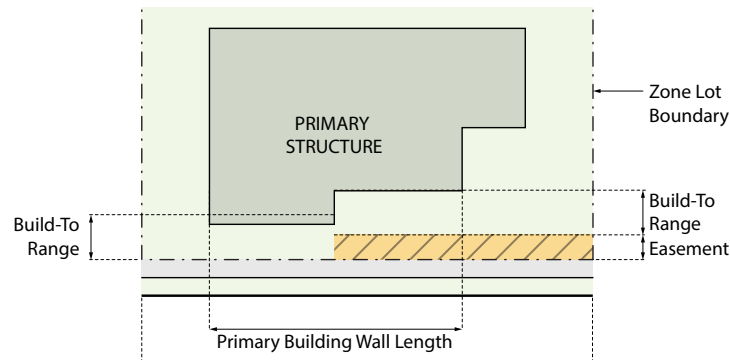 PRIMARY
STRUCTURE
Zone Lot
Boundary
Build-To
Range
Build-To
Range
Easement
Primary Building Wall Length